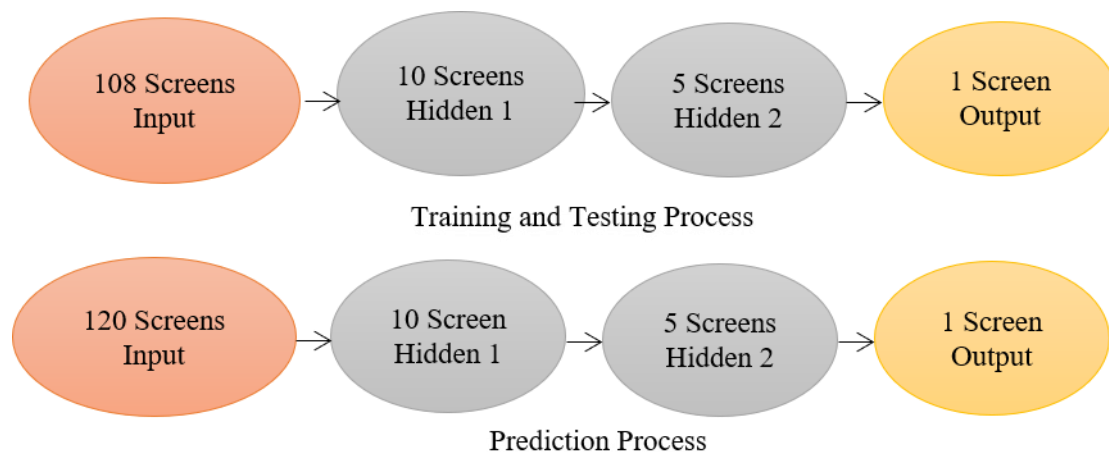 108 Screens
Input
10 Screens
Hidden 1
5 Screens
Hidden 2
1 Screen
Output
Training and Testing Process
120 Screens
Input
10 Screen
Hidden 1
5 Screens
Hidden 2
1 Screen
Output
Prediction Process